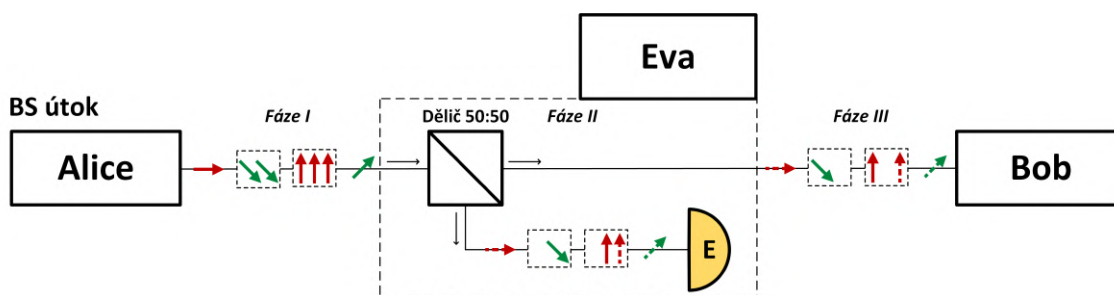 Eva
BS útok
Fáze I
Dělič 50:50
Fáze II
Fáze III
Alice
Bob
E